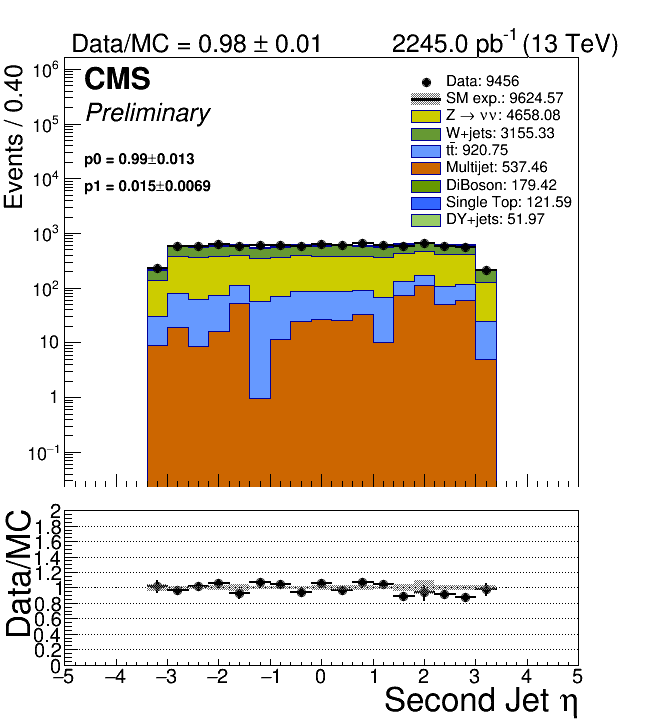 Data/MC = 0.98 ± 0.01 2245.0 pb⁻¹ (13 TeV)
CMS
Preliminary
p0 = 0.99±0.013
p1 = 0.015±0.0069
Data: 9456
SM exp.: 9624.57
Z → νν: 4658.08
W+jets: 3155.33
tt̄: 920.75
Multijet: 537.46
DiBoson: 179.42
Single Top: 121.59
DY+jets: 51.97
Events / 0.40
10⁶
10⁵
10⁴
10³
10²
10
1
10⁻¹
Data/MC
2
1.8
1.6
1.4
1.2
1
0.8
0.6
0.4
0.2
0
−5 −4 −3 −2 −1 0 1 2 3 4 5
Second Jet η